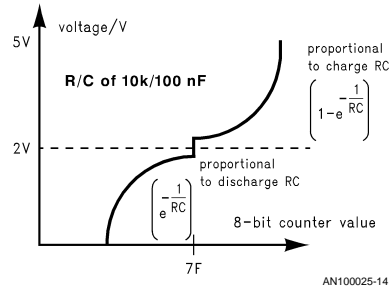 voltage/V
5V
proportional
to charge RC
R/C of 10k/100 nF
1-e^-1/RC
2V
proportional
to discharge RC
e^-1/RC
8-bit counter value
7F
AN100025-14